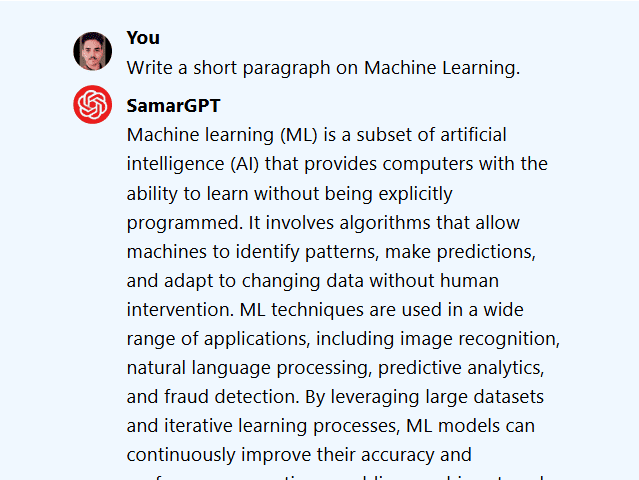 You
Write a short paragraph on Machine Learning.
SamarGPT
Machine learning (ML) is a subset of artificial
intelligence (AI) that provides computers with the
ability to learn without being explicitly
programmed. It involves algorithms that allow
machines to identify patterns, make predictions,
and adapt to changing data without human
intervention. ML techniques are used in a wide
range of applications, including image recognition,
natural language processing, predictive analytics,
and fraud detection. By leveraging large datasets
and iterative learning processes, ML models can
continuously improve their accuracy and